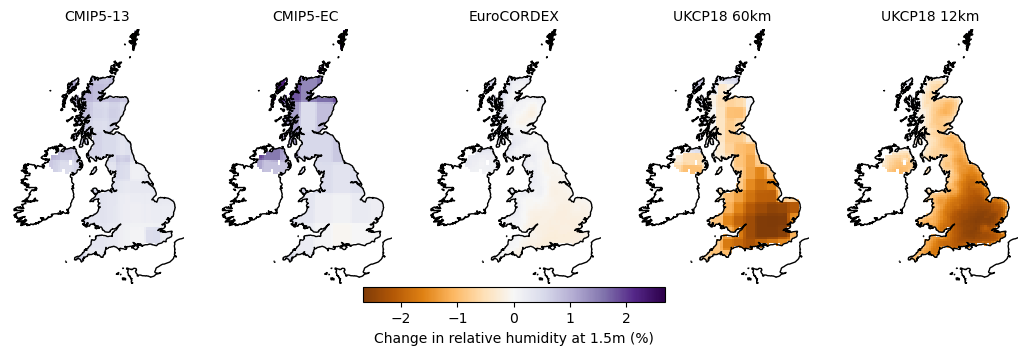 CMIP5-13 CMIP5-EC EuroCORDEX UKCP18 60km UKCP18 12km
−2 −1 0 1 2
Change in relative humidity at 1.5m (%)